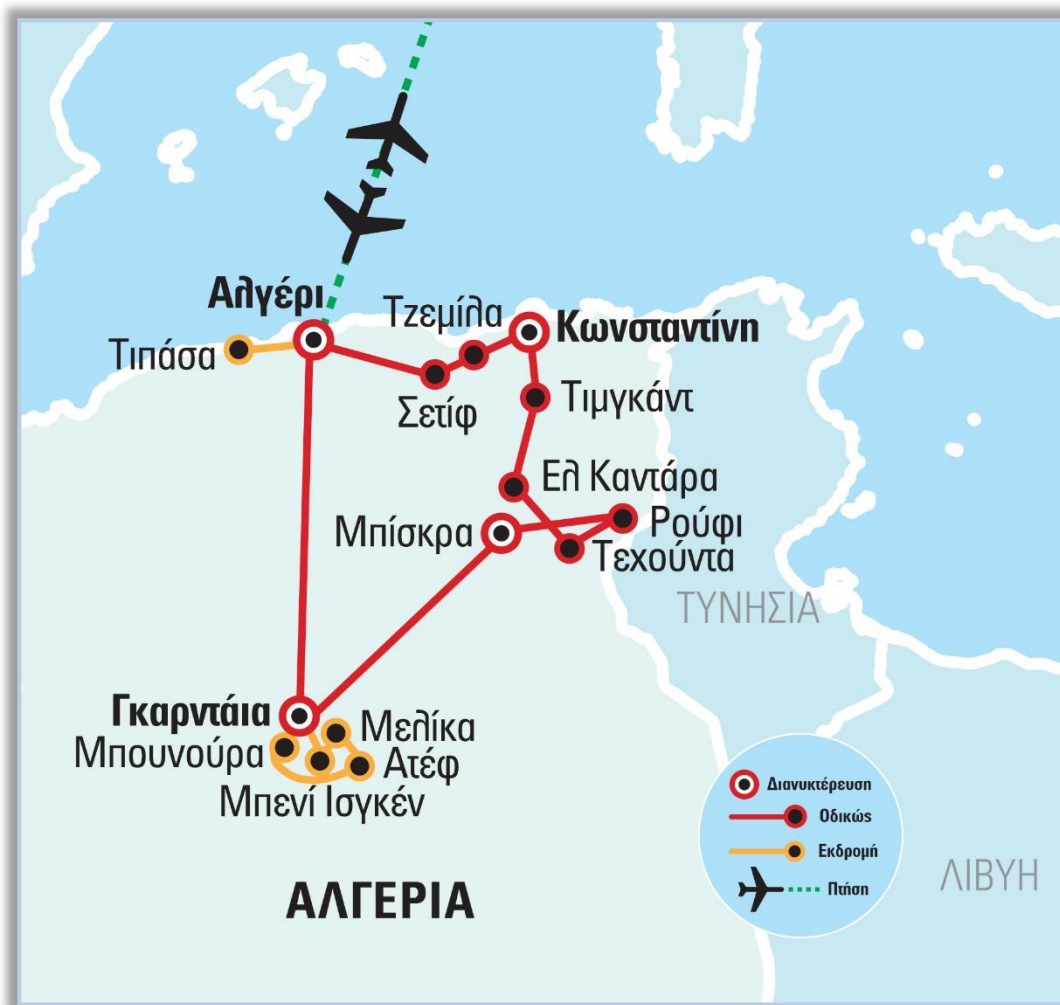 Αλγέρι
Τιπάσα
Τζεμίλα
Κωνσταντίνη
Σετίφ
Τιμγκάντ
Ελ Καντάρα
Μπίσκρα
Ρούφι
Τεχούντα
ΤΥΝΗΣΙΑ
Γκαρντάια
Μελίκα
Μπουνούρα
Ατέφ
Μπενί Ισγκέν
ΑΛΓΕΡΙΑ
ΛΙΒΥΗ
Διανυκτέρευση
Οδικώς
Εκδρομή
Πτήση